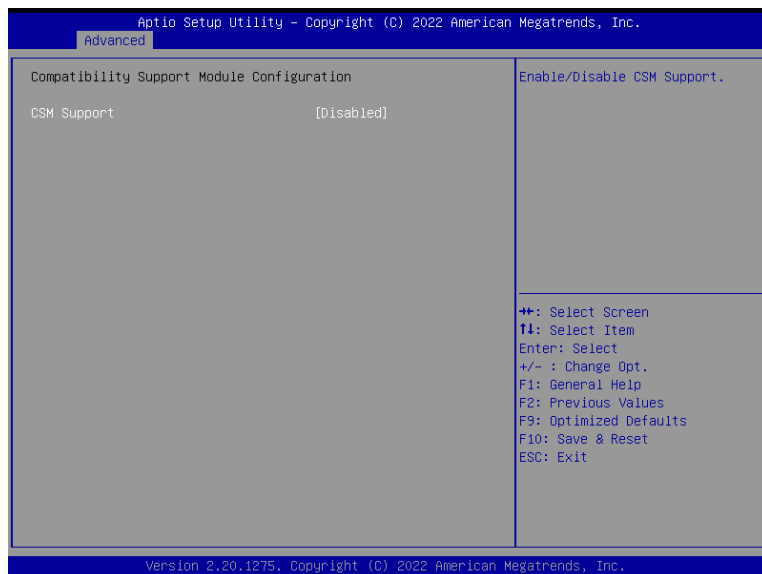 Aptio Setup Utility – Copyright (C) 2022 American Megatrends, Inc.
Advanced
Compatibility Support Module Configuration
CSM Support [Disabled]
Enable/Disable CSM Support.
→←: Select Screen
↑↓: Select Item
Enter: Select
+/- : Change Opt.
F1: General Help
F2: Previous Values
F9: Optimized Defaults
F10: Save & Reset
ESC: Exit
Version 2.20.1275. Copyright (C) 2022 American Megatrends, Inc.